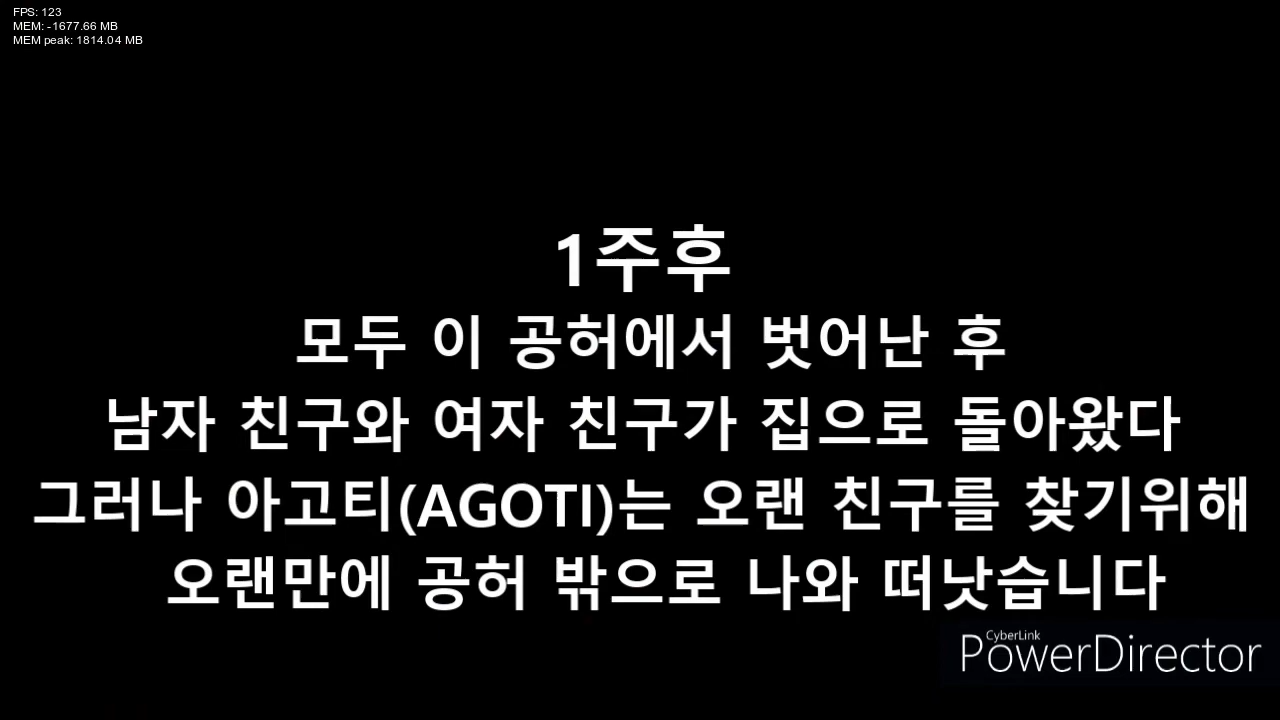 FPS: 123
MEM: -1677.66 MB
MEM peak: 1814.04 MB
1주후
모두 이 공허에서 벗어난 후
남자 친구와 여자 친구가 집으로 돌아왔다
그러나 아고티(AGOTI)는 오랜 친구를 찾기위해
오랜만에 공허 밖으로 나와 떠낫습니다
CyberLink
PowerDirector